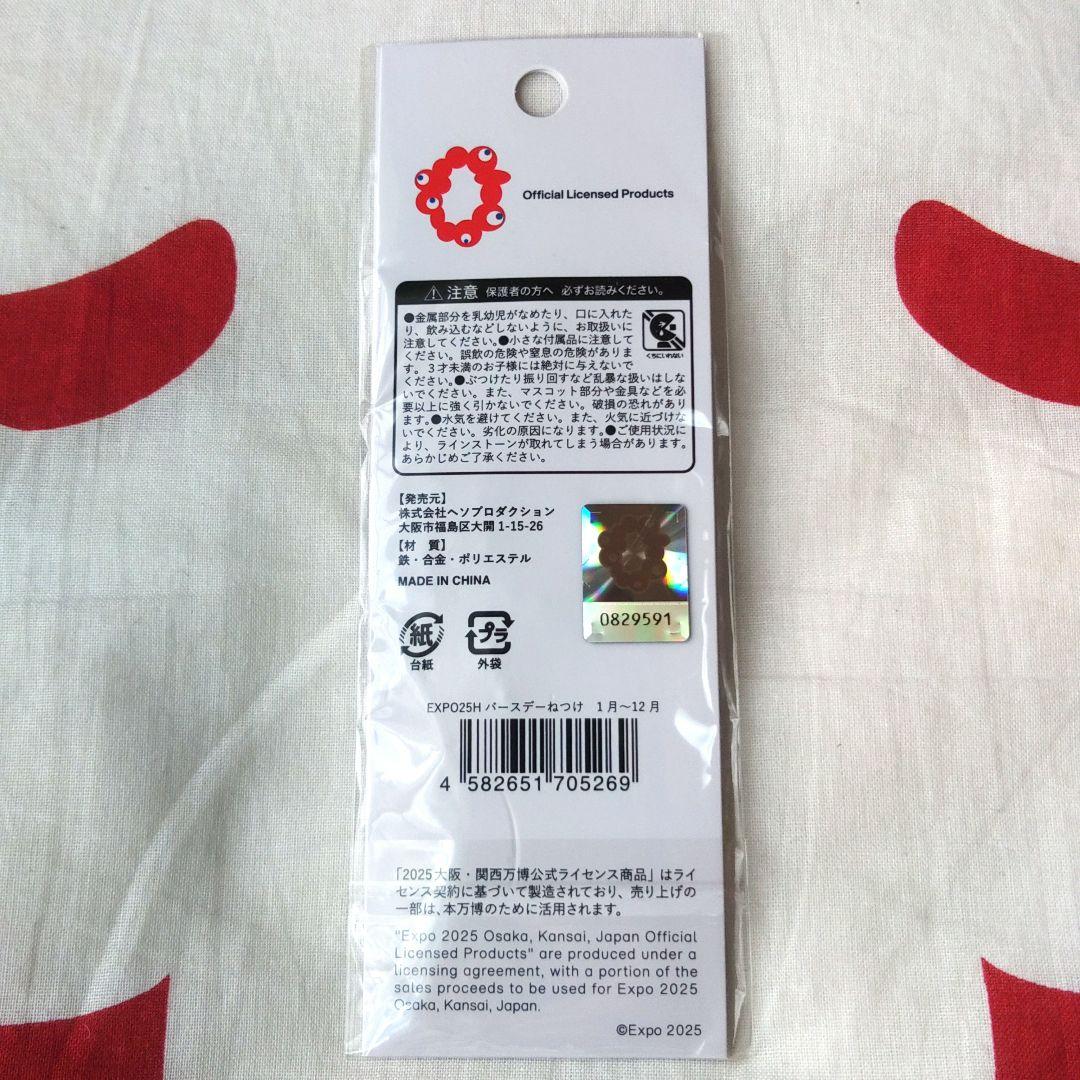 Official Licensed Products
⚠注意 保護者の方へ 必ずお読みください。
●金属部分を乳幼児がなめたり、口に入れた
り、飲み込むなどしないように、お取扱いに
注意してください。●小さな付属品に注意して
ください。誤飲の危険や窒息の危険がありま
す。3才未満のお子様には絶対に与えないで
ください。●ぶつけたり振り回すなど乱暴な扱いはしな
いでください。また、マスコット部分や金具などを必
要以上に強く引かないでください。破損の恐れがあり
ます。●水気を避けてください。また、火気に近づけな
いでください。劣化の原因になります。●ご使用状況に
より、ラインストーンが取れてしまう場合があります。
あらかじめご了承ください。
くちにいれない
【発売元】
株式会社ヘソプロダクション
大阪市福島区大開1-15-26
【材 質】
鉄・合金・ポリエステル
MADE IN CHINA
0829591
紙
台紙
プラ
外袋
EXPO25H バースデーねつけ 1月~12月
4 582651 705269
「2025大阪・関西万博公式ライセンス商品」はライ
センス契約に基づいて製造されており、売り上げの
一部は、本万博のために活用されます。
"Expo 2025 Osaka, Kansai, Japan Official
Licensed Products" are produced under a
licensing agreement, with a portion of the
sales proceeds to be used for Expo 2025
Osaka, Kansai, Japan.
©Expo 2025